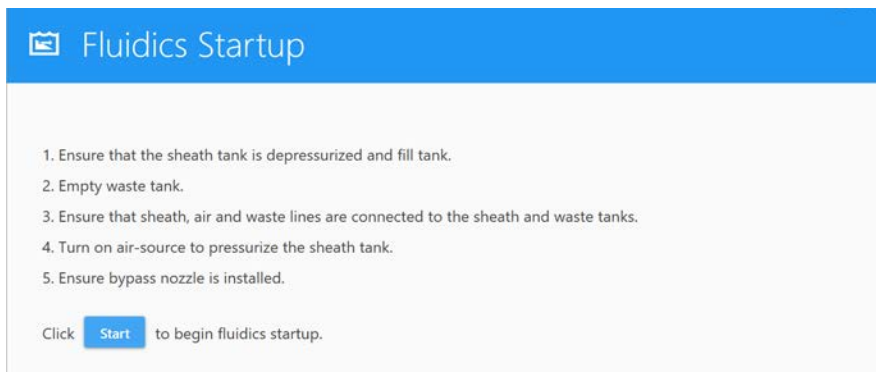 Fluidics Startup
1. Ensure that the sheath tank is depressurized and fill tank.
2. Empty waste tank.
3. Ensure that sheath, air and waste lines are connected to the sheath and waste tanks.
4. Turn on air-source to pressurize the sheath tank.
5. Ensure bypass nozzle is installed.
Click Start to begin fluidics startup.